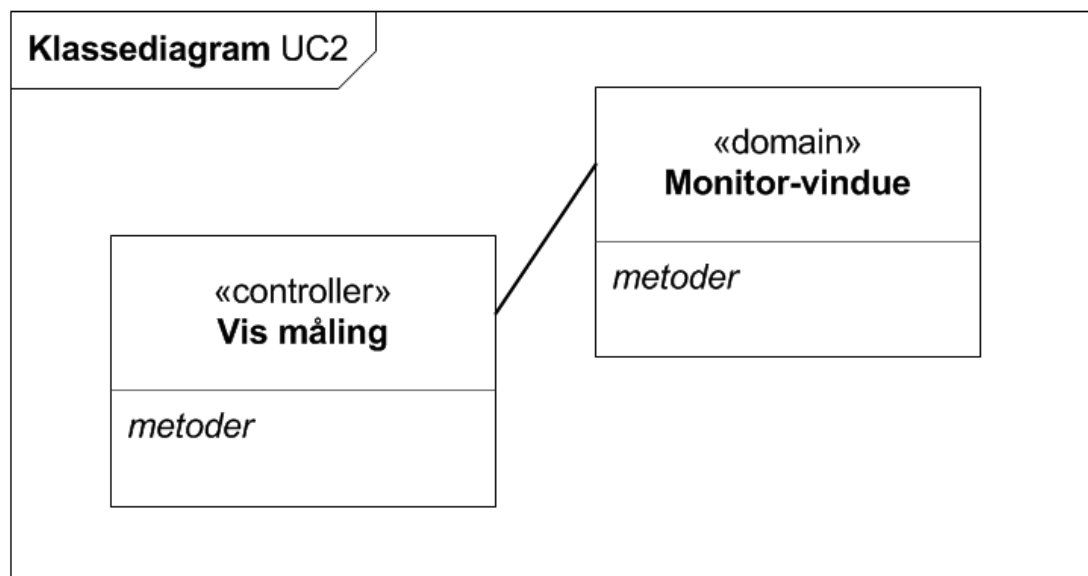 Klassediagram UC2
«domain»
Monitor-vindue
metoder
«controller»
Vis måling
metoder